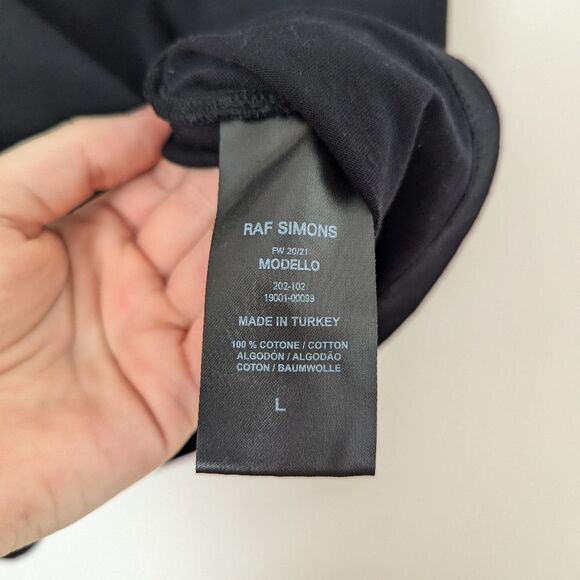 RAF SIMONS
FW 20/21
MODELLO
202-102
19001-00099
MADE IN TURKEY
100 % COTONE / COTTON
ALGODÓN / ALGODÃO
COTON / BAUMWOLLE
L